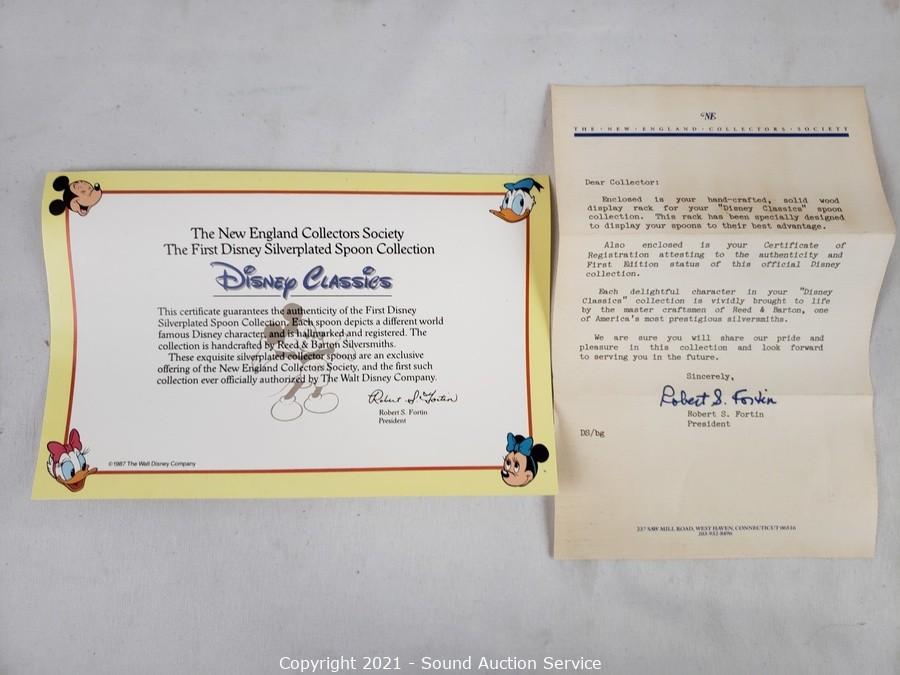 The New England Collectors Society
The First Disney Silverplated Spoon Collection
Disney Classics
This certificate guarantees the authenticity of the First Disney
Silverplated Spoon Collection. Each spoon depicts a different world
famous Disney character, and is hallmarked and registered. The
collection is handcrafted by Reed & Barton Silversmiths.
These exquisite silverplated collector spoons are an exclusive
offering of the New England Collectors Society, and the first such
collection ever officially authorized by The Walt Disney Company.
Robert S. Fortin
Robert S. Fortin
President
©1987 The Walt Disney Company
NE
THE · NEW · ENGLAND · COLLECTORS · SOCIETY
Dear Collector:
Enclosed is your hand-crafted, solid wood
display rack for your "Disney Classics" spoon
collection. This rack has been specially designed
to display your spoons to their best advantage.
Also enclosed is your Certificate of
Registration attesting to the authenticity and
First Edition status of this official Disney
collection.
Each delightful character in your "Disney
Classics" collection is vividly brought to life
by the master craftsmen of Reed & Barton, one
of America's most prestigious silversmiths.
We are sure you will share our pride and
pleasure in this collection and look forward
to serving you in the future.
Sincerely,
Robert S. Fortin
Robert S. Fortin
President
DS/bg
237 SAW MILL ROAD, WEST HAVEN, CONNECTICUT 06516
203-932-8496
Copyright 2021 - Sound Auction Service